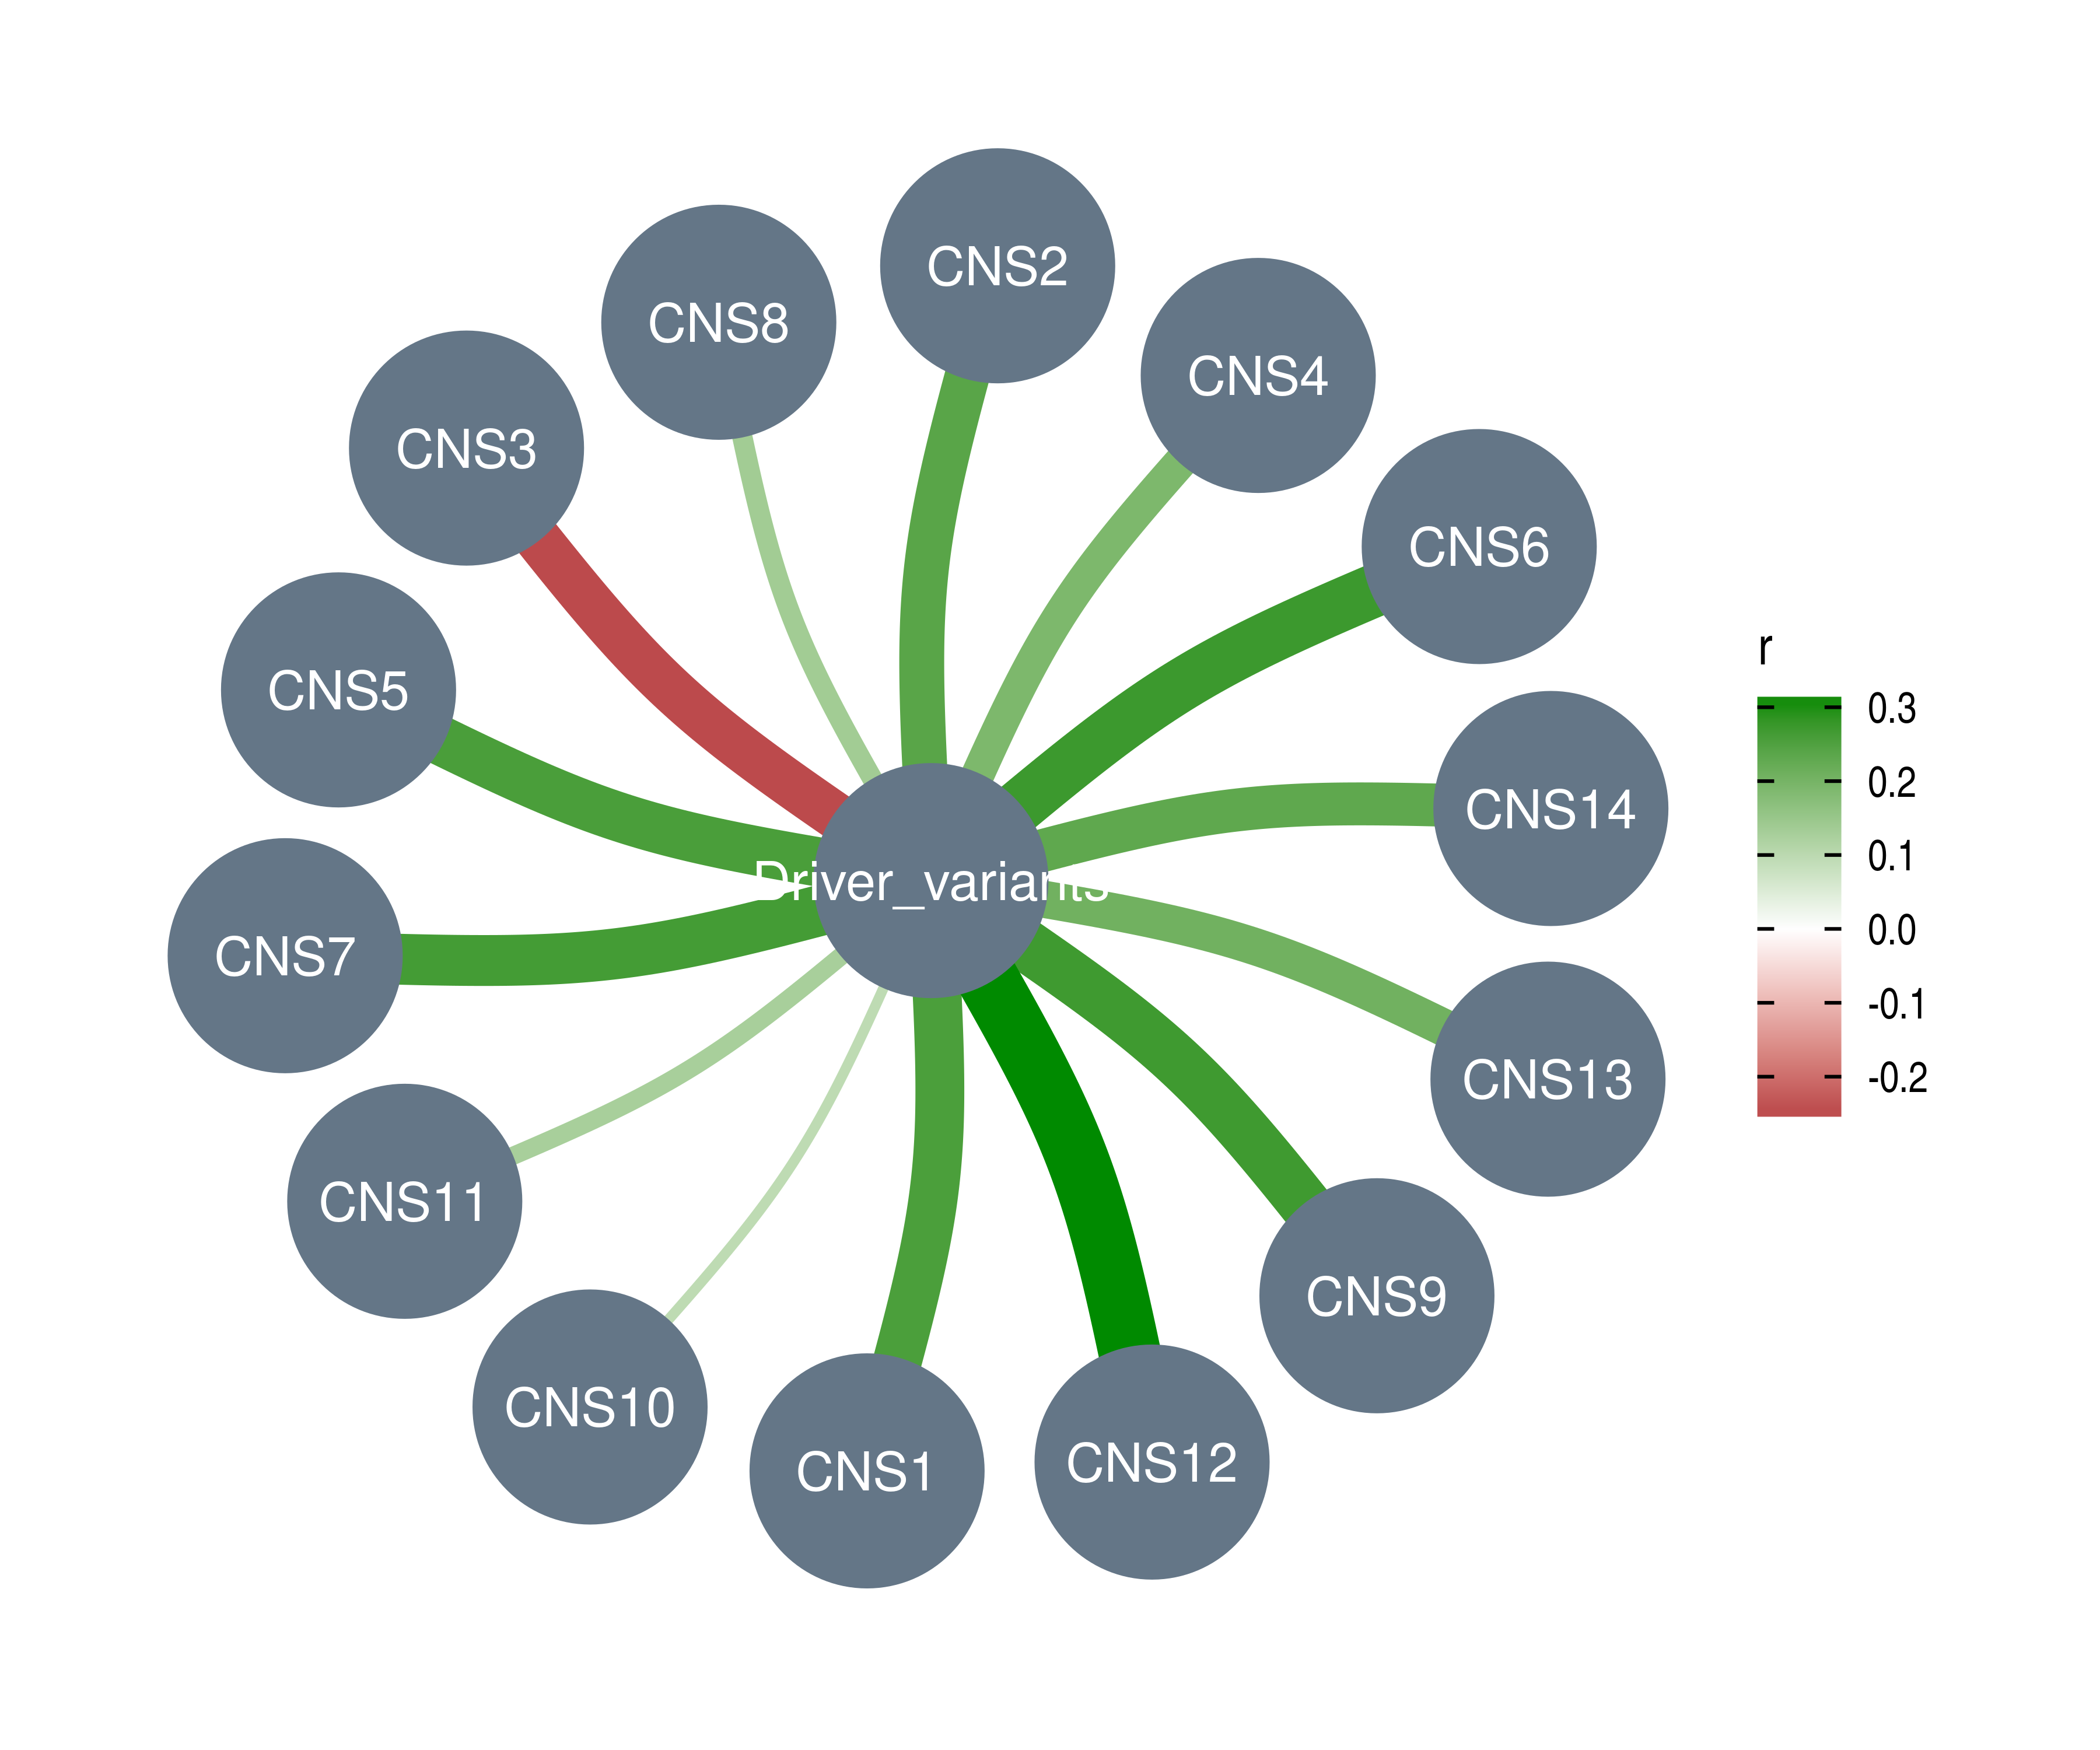 CNS2
CNS8
CNS4
CNS3
CNS6
CNS5
CNS14
Driver_variants
CNS7
CNS13
CNS11
CNS9
CNS10
CNS12
CNS1
r
0.3
0.2
0.1
0.0
-0.1
-0.2